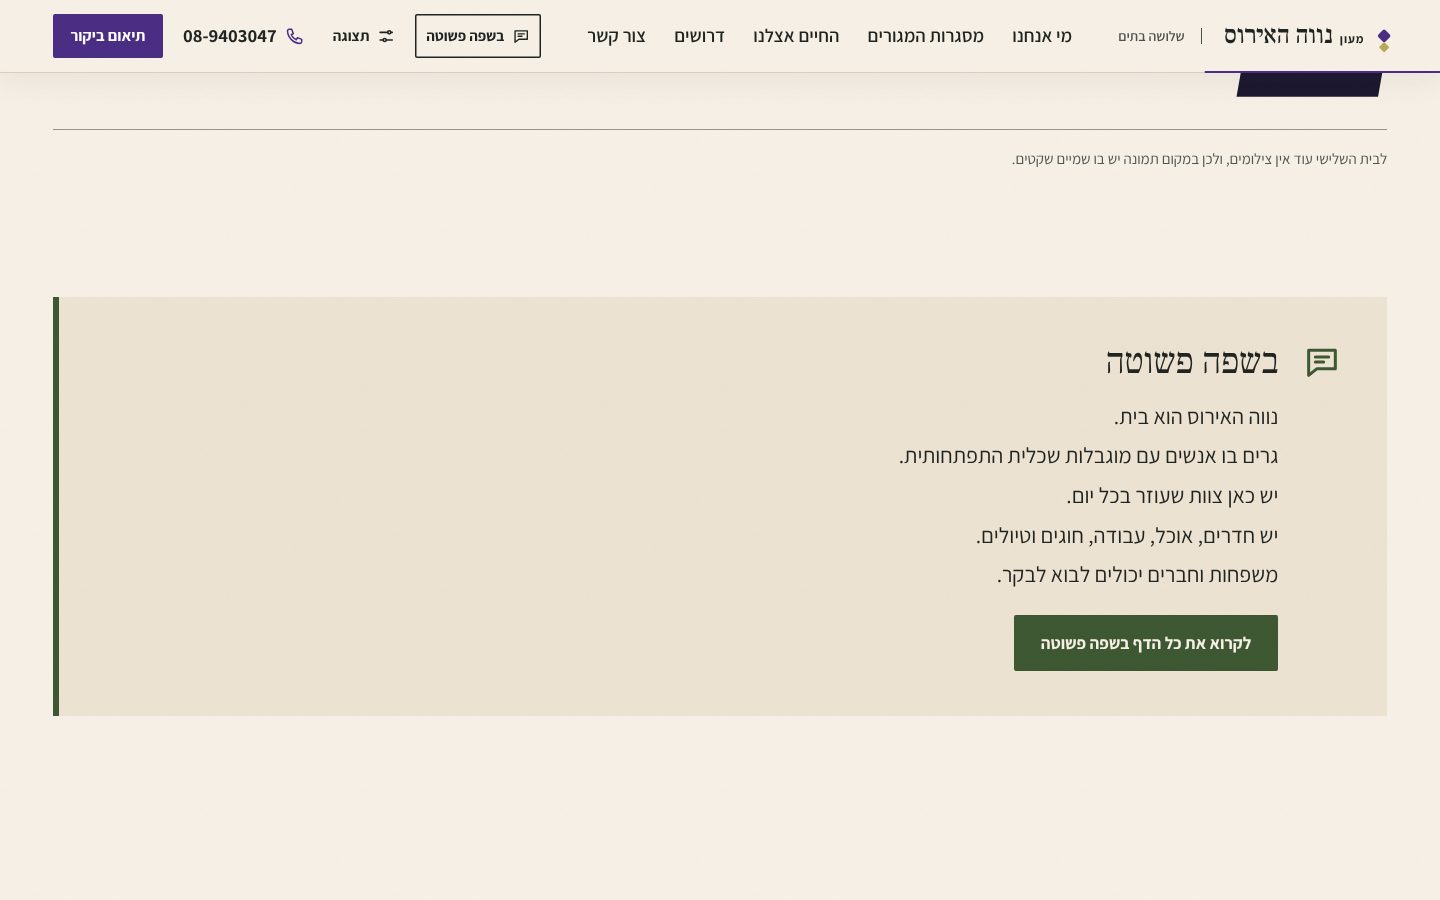 מעון נווה האירוס | שלושה בתים
מי אנחנו
מסגרות המגורים
החיים אצלנו
דרושים
צור קשר
בשפה פשוטה
תצוגה
08-9403047
תיאום ביקור
לבית השלישי עוד אין צילומים, ולכן במקום תמונה יש בו שמיים שקטים.
בשפה פשוטה
נווה האירוס הוא בית.
גרים בו אנשים עם מוגבלות שכלית התפתחותית.
יש כאן צוות שעוזר בכל יום.
יש חדרים, אוכל, עבודה, חוגים וטיולים.
משפחות וחברים יכולים לבוא לבקר.
לקרוא את כל הדף בשפה פשוטה